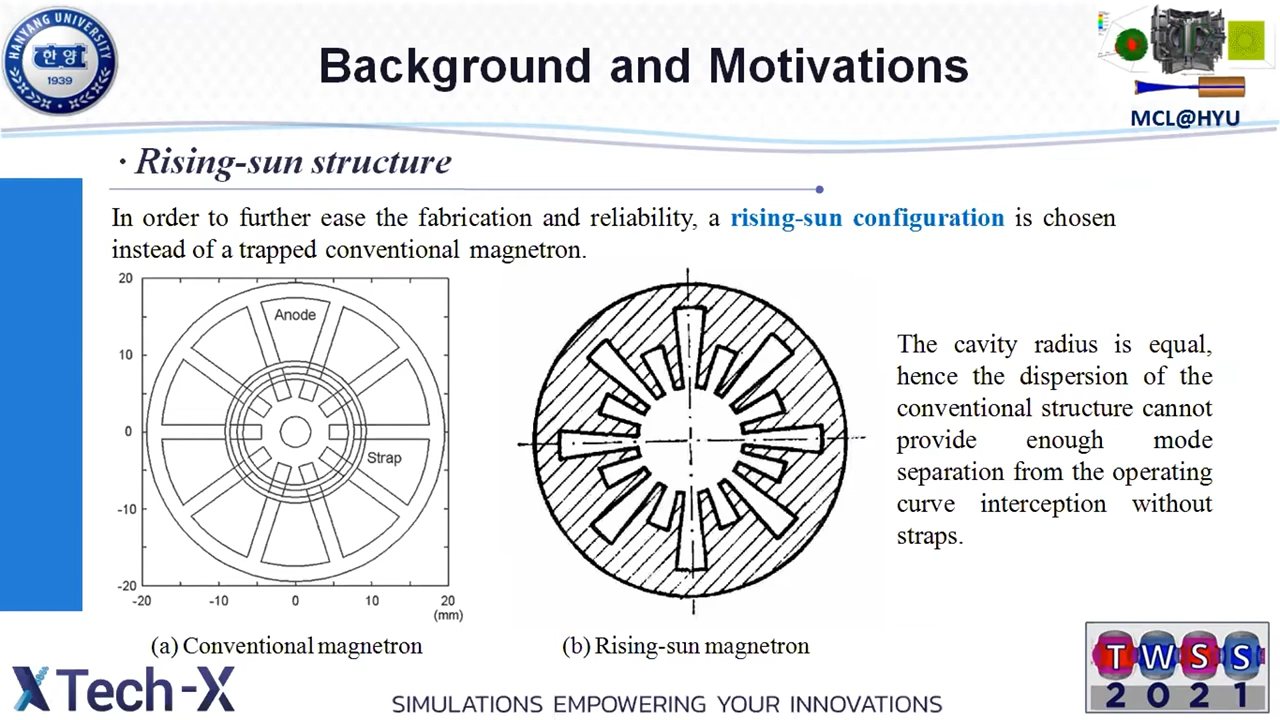 HANYANG UNIVERSITY
한양
1939
Background and Motivations
MCL@HYU
· Rising-sun structure
In order to further ease the fabrication and reliability, a rising-sun configuration is chosen
instead of a trapped conventional magnetron.
20
10
0
-10
-20
-20
-10
0
10
20
(mm)
Anode
Strap
The cavity radius is equal,
hence the dispersion of the
conventional structure cannot
provide enough mode
separation from the operating
curve interception without
straps.
(a) Conventional magnetron
(b) Rising-sun magnetron
Tech-X
SIMULATIONS EMPOWERING YOUR INNOVATIONS
TWSS
2021